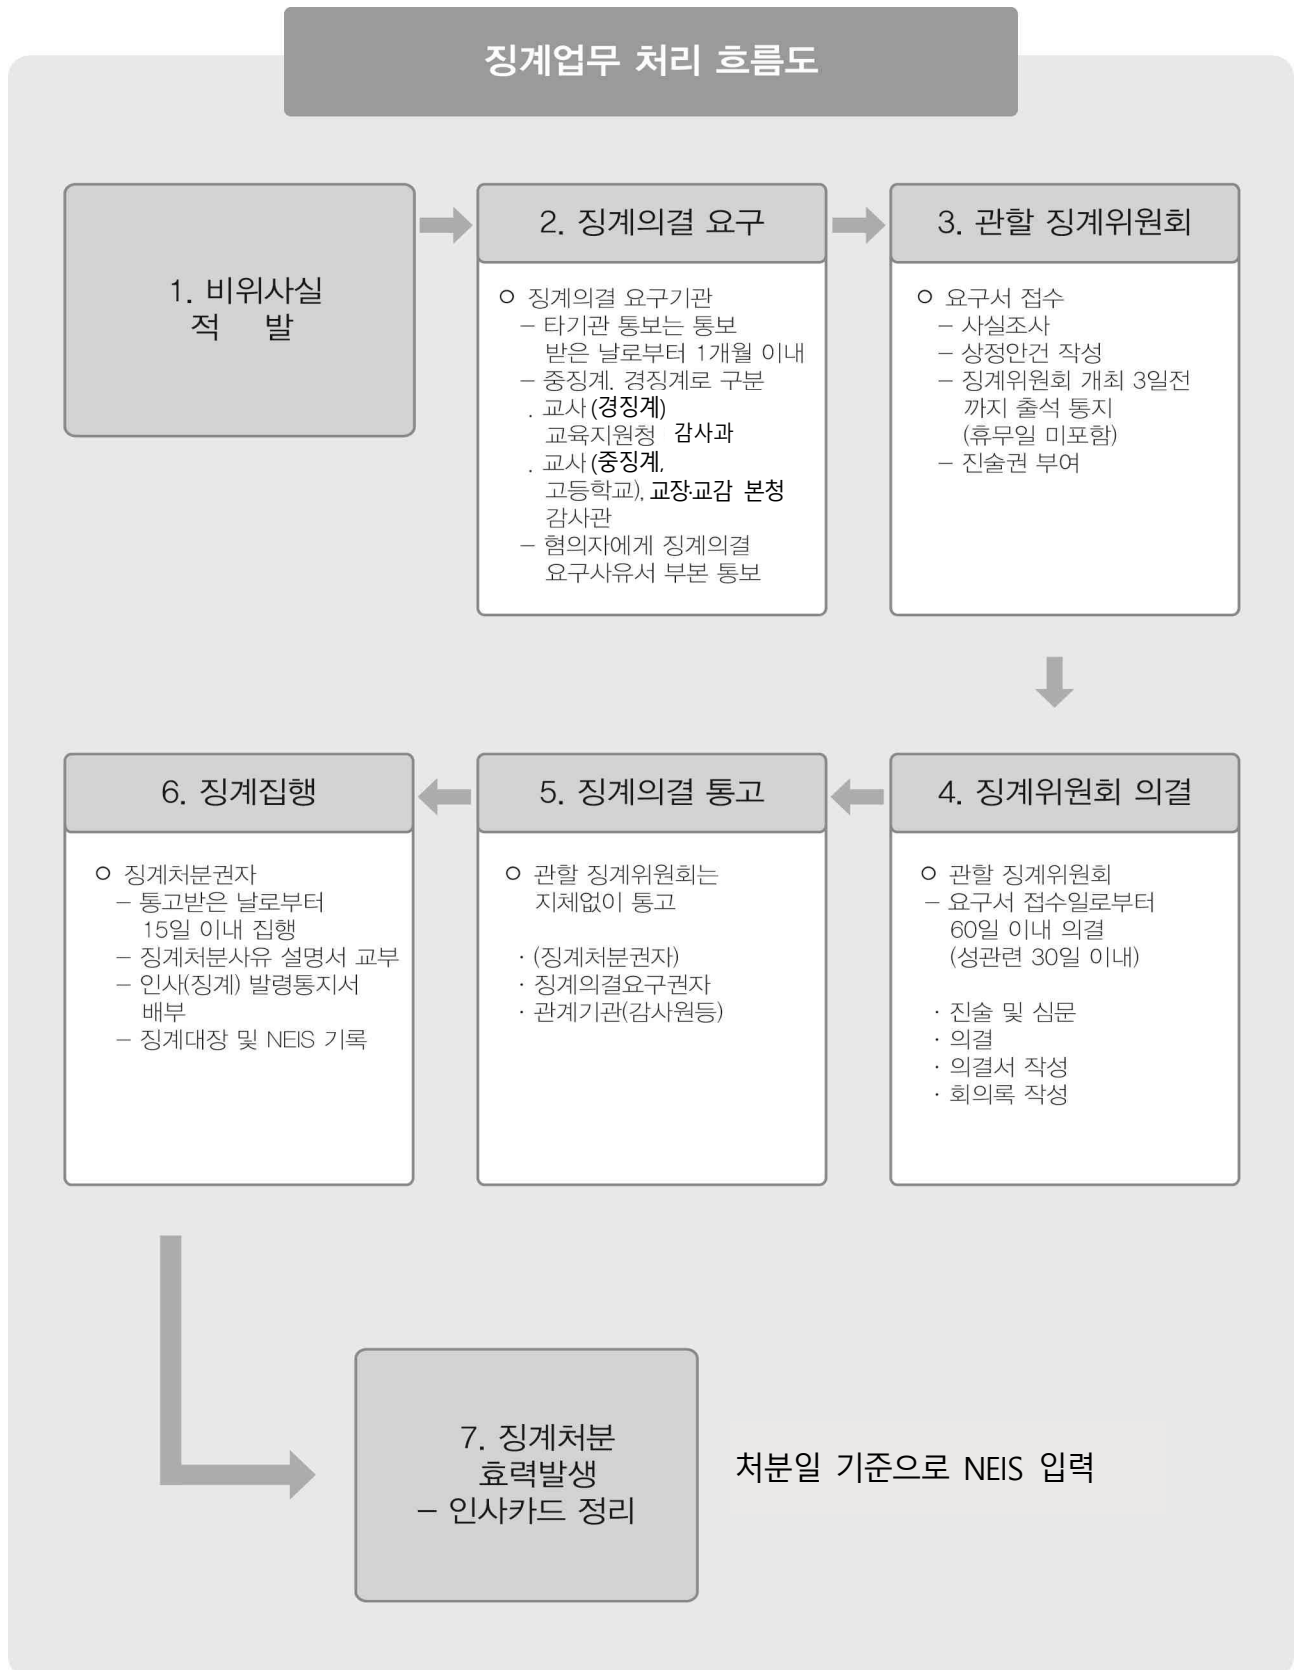 징계업무 처리 흐름도
1. 비위사실
적 발
2. 징계의결 요구
○ 징계의결 요구기관
– 타기관 통보는 통보
받은 날로부터 1개월 이내
– 중징계, 경징계로 구분
. 교사(경징계)
교육지원청 감사과
. 교사(중징계,
고등학교), 교장·교감 본청
감사관
– 혐의자에게 징계의결
요구사유서 부본 통보
3. 관할 징계위원회
○ 요구서 접수
– 사실조사
– 상정안건 작성
– 징계위원회 개최 3일전
까지 출석 통지
(휴무일 미포함)
– 진술권 부여
4. 징계위원회 의결
○ 관할 징계위원회
– 요구서 접수일로부터
60일 이내 의결
(성관련 30일 이내)
· 진술 및 심문
· 의결
· 의결서 작성
· 회의록 작성
5. 징계의결 통고
○ 관할 징계위원회는
지체없이 통고
· (징계처분권자)
· 징계의결요구권자
· 관계기관(감사원등)
6. 징계집행
○ 징계처분권자
– 통고받은 날로부터
15일 이내 집행
– 징계처분사유 설명서 교부
– 인사(징계) 발령통지서
배부
– 징계대장 및 NEIS 기록
7. 징계처분
효력발생
– 인사카드 정리
처분일 기준으로 NEIS 입력